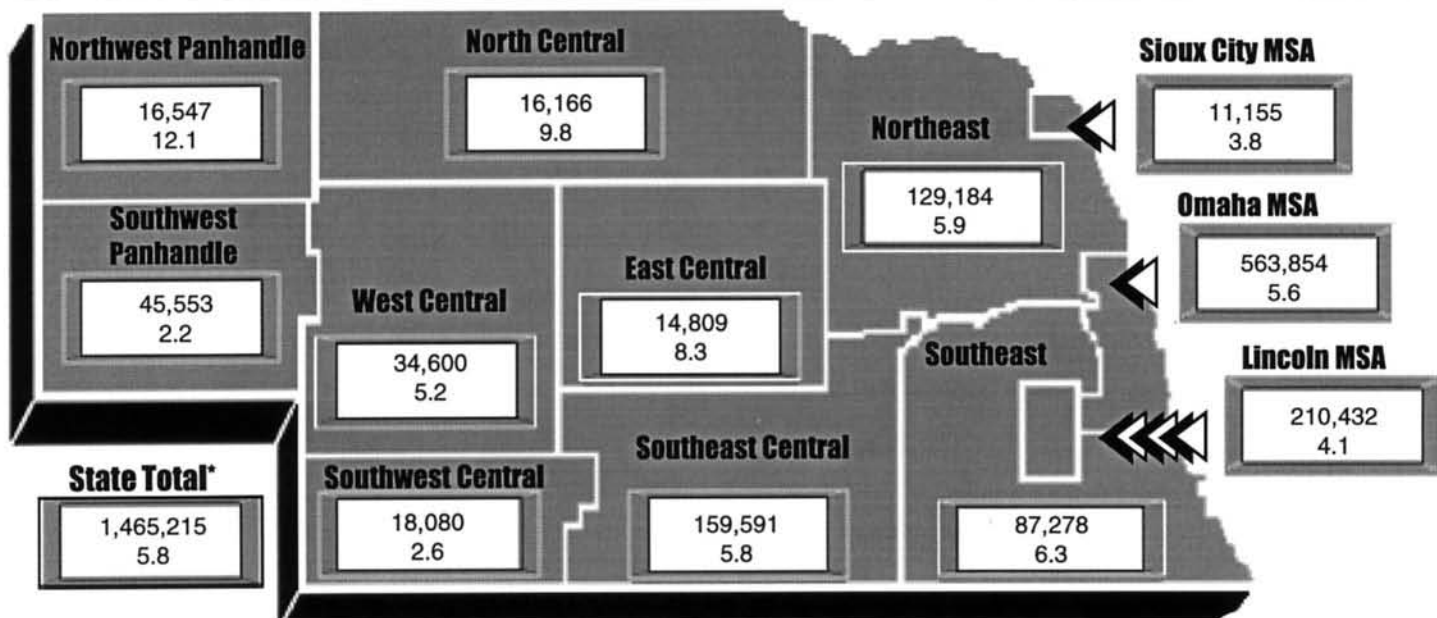 Northwest Panhandle
16,547
12.1
North Central
16,166
9.8
Sioux City MSA
11,155
3.8
Northeast
129,184
5.9
Southwest
Panhandle
45,553
2.2
Omaha MSA
563,854
5.6
West Central
34,600
5.2
East Central
14,809
8.3
Southeast
87,278
6.3
Lincoln MSA
210,432
4.1
State Total*
1,465,215
5.8
Southwest Central
18,080
2.6
Southeast Central
159,591
5.8